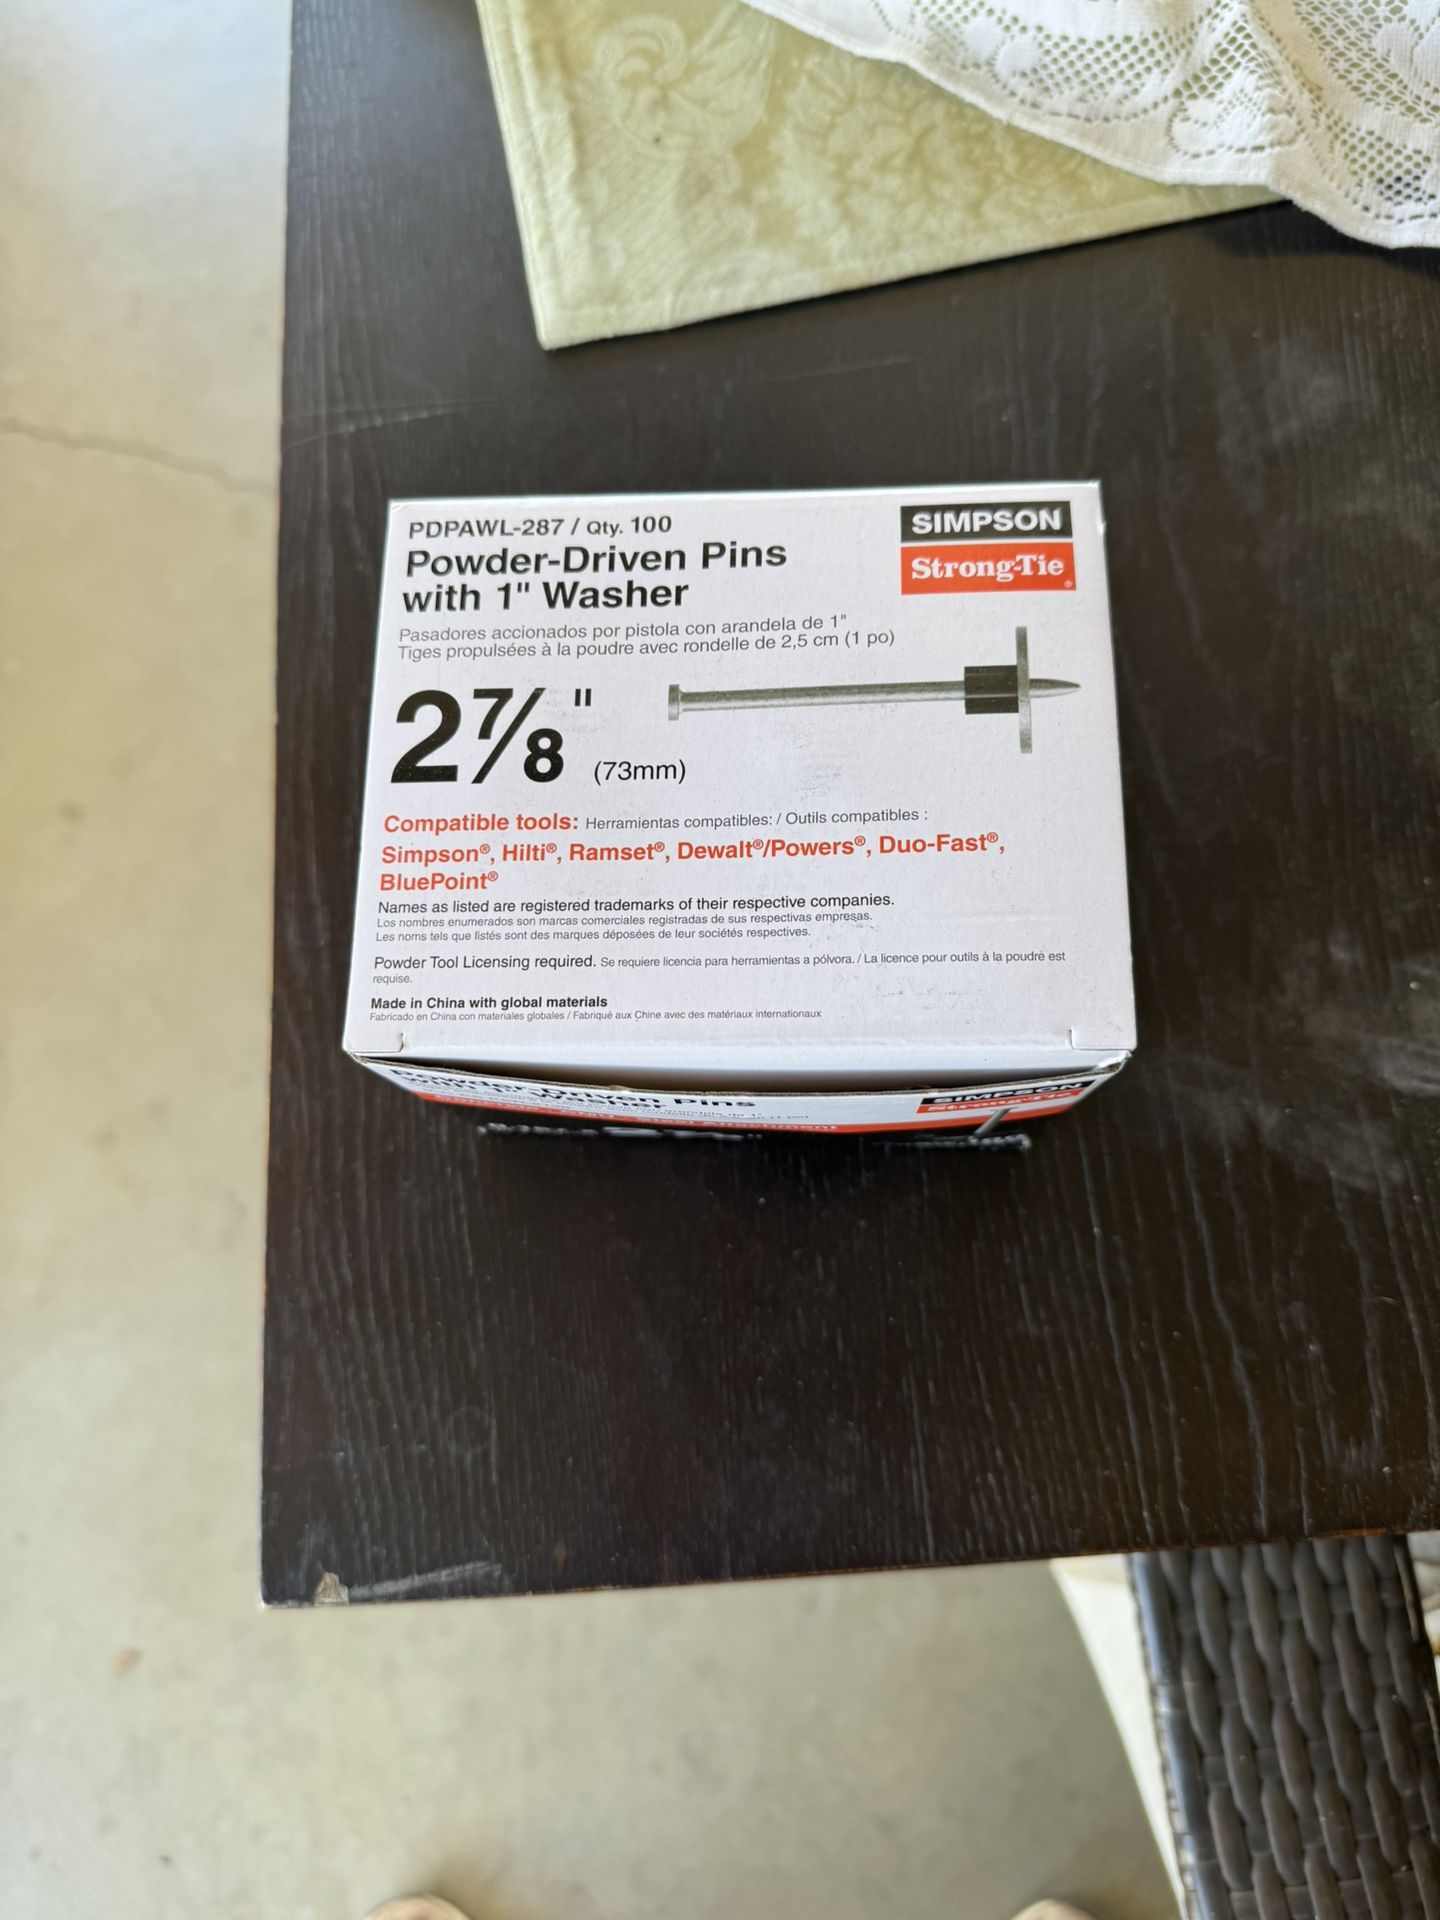 PDPAWL-287 / Qty. 100
Powder-Driven Pins
with 1" Washer
SIMPSON
Strong-Tie®
Pasadores accionados por pistola con arandela de 1"
Tiges propulsées à la poudre avec rondelle de 2,5 cm (1 po)
2⅞" (73mm)
Compatible tools: Herramientas compatibles: / Outils compatibles :
Simpson®, Hilti®, Ramset®, Dewalt®/Powers®, Duo-Fast®,
BluePoint®
Names as listed are registered trademarks of their respective companies.
Los nombres enumerados son marcas comerciales registradas de sus respectivas empresas.
Les noms tels que listés sont des marques déposées de leur sociétés respectives.
Powder Tool Licensing required. Se requiere licencia para herramientas a pólvora. / La licence pour outils à la poudre est
requise.
Made in China with global materials
Fabricado en China con materiales globales / Fabriqué aux Chine avec des matériaux internationaux
Powder-Driven Pins
with 1" Washer
SIMPSON
Strong-Tie